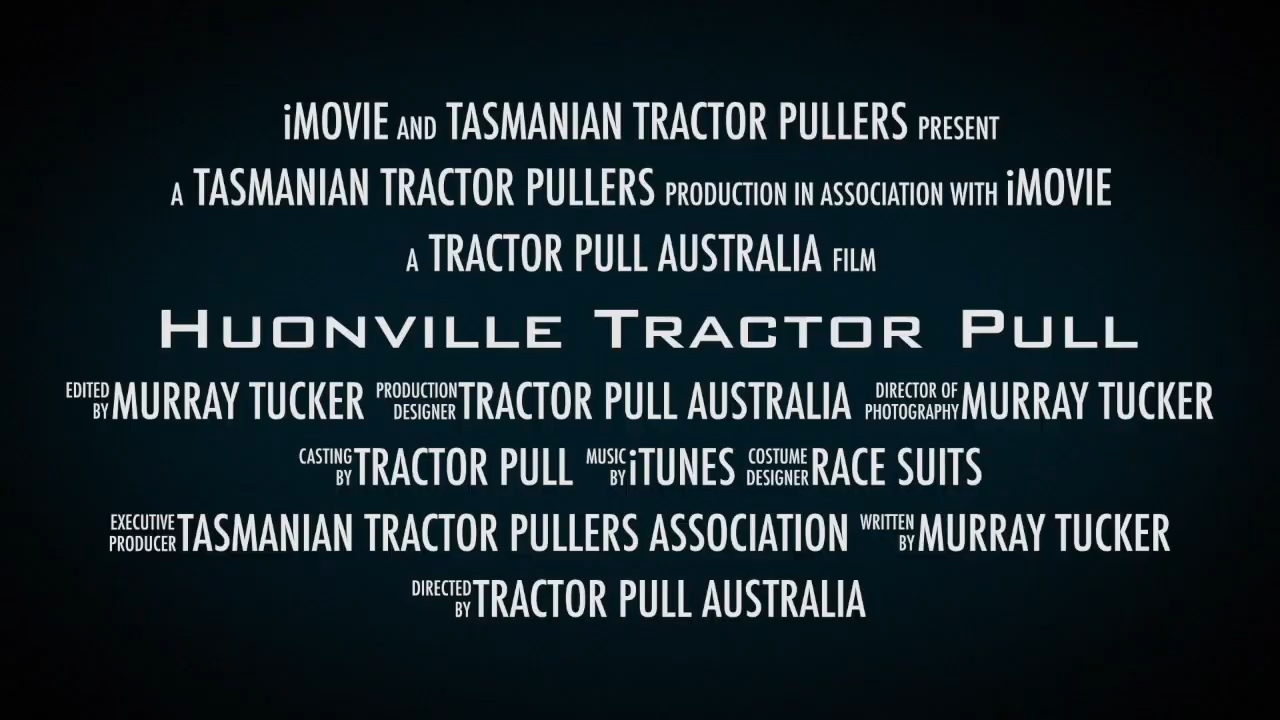 iMOVIE AND TASMANIAN TRACTOR PULLERS PRESENT
A TASMANIAN TRACTOR PULLERS PRODUCTION IN ASSOCIATION WITH iMOVIE
A TRACTOR PULL AUSTRALIA FILM
HUONVILLE TRACTOR PULL
EDITED BY MURRAY TUCKER PRODUCTION DESIGNER TRACTOR PULL AUSTRALIA DIRECTOR OF PHOTOGRAPHY MURRAY TUCKER
CASTING BY TRACTOR PULL MUSIC BY iTUNES COSTUME DESIGNER RACE SUITS
EXECUTIVE PRODUCER TASMANIAN TRACTOR PULLERS ASSOCIATION WRITTEN BY MURRAY TUCKER
DIRECTED BY TRACTOR PULL AUSTRALIA